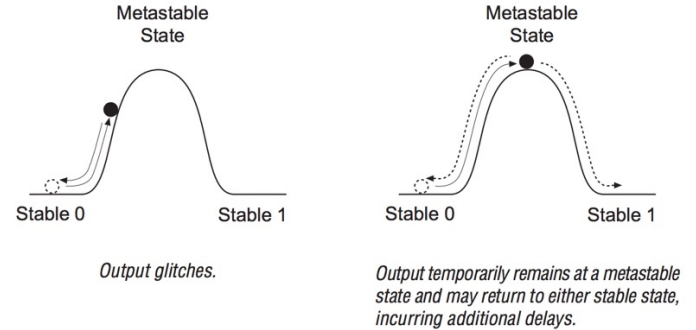 Metastable
State
Stable 0
Stable 1
Output glitches.
Metastable
State
Stable 0
Stable 1
Output temporarily remains at a metastable
state and may return to either stable state,
incurring additional delays.